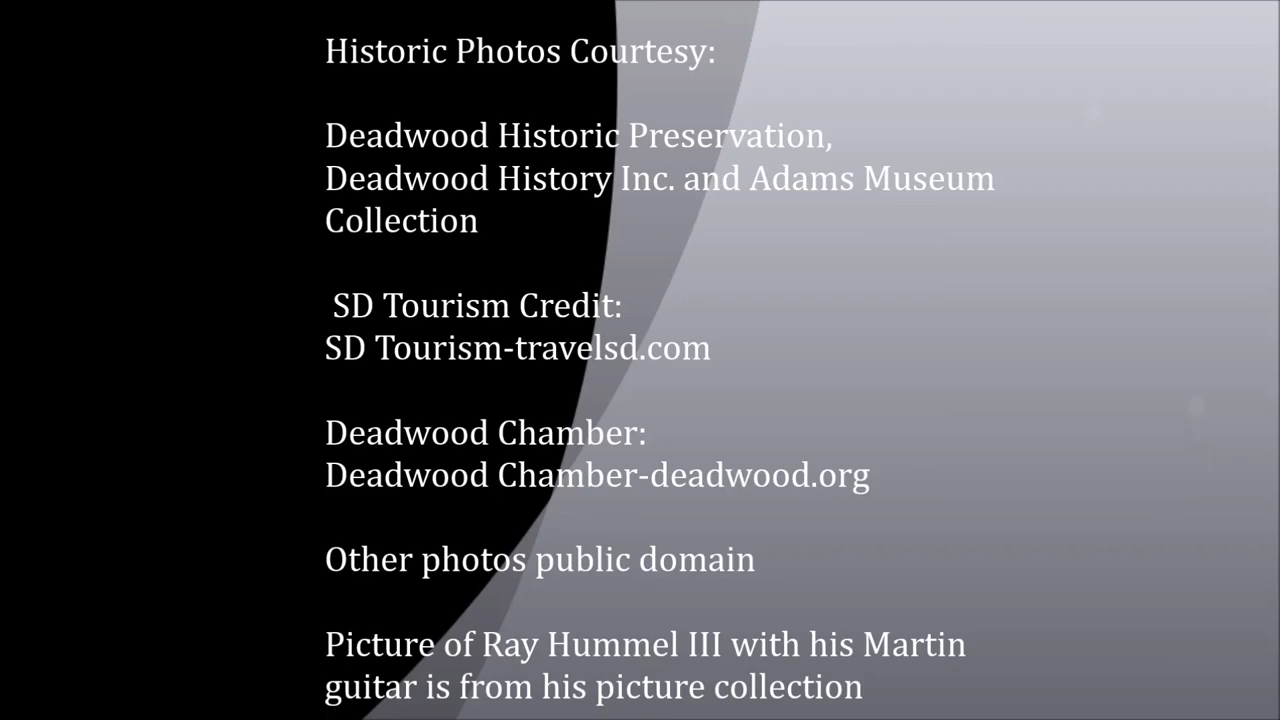 Historic Photos Courtesy:
Deadwood Historic Preservation,
Deadwood History Inc. and Adams Museum
Collection
SD Tourism Credit:
SD Tourism-travelsd.com
Deadwood Chamber:
Deadwood Chamber-deadwood.org
Other photos public domain
Picture of Ray Hummel III with his Martin
guitar is from his picture collection